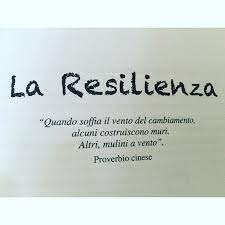 La Resilienza
“Quando soffia il vento del cambiamento,
alcuni costruiscono muri.
Altri, mulini a vento”.
Proverbio cinese